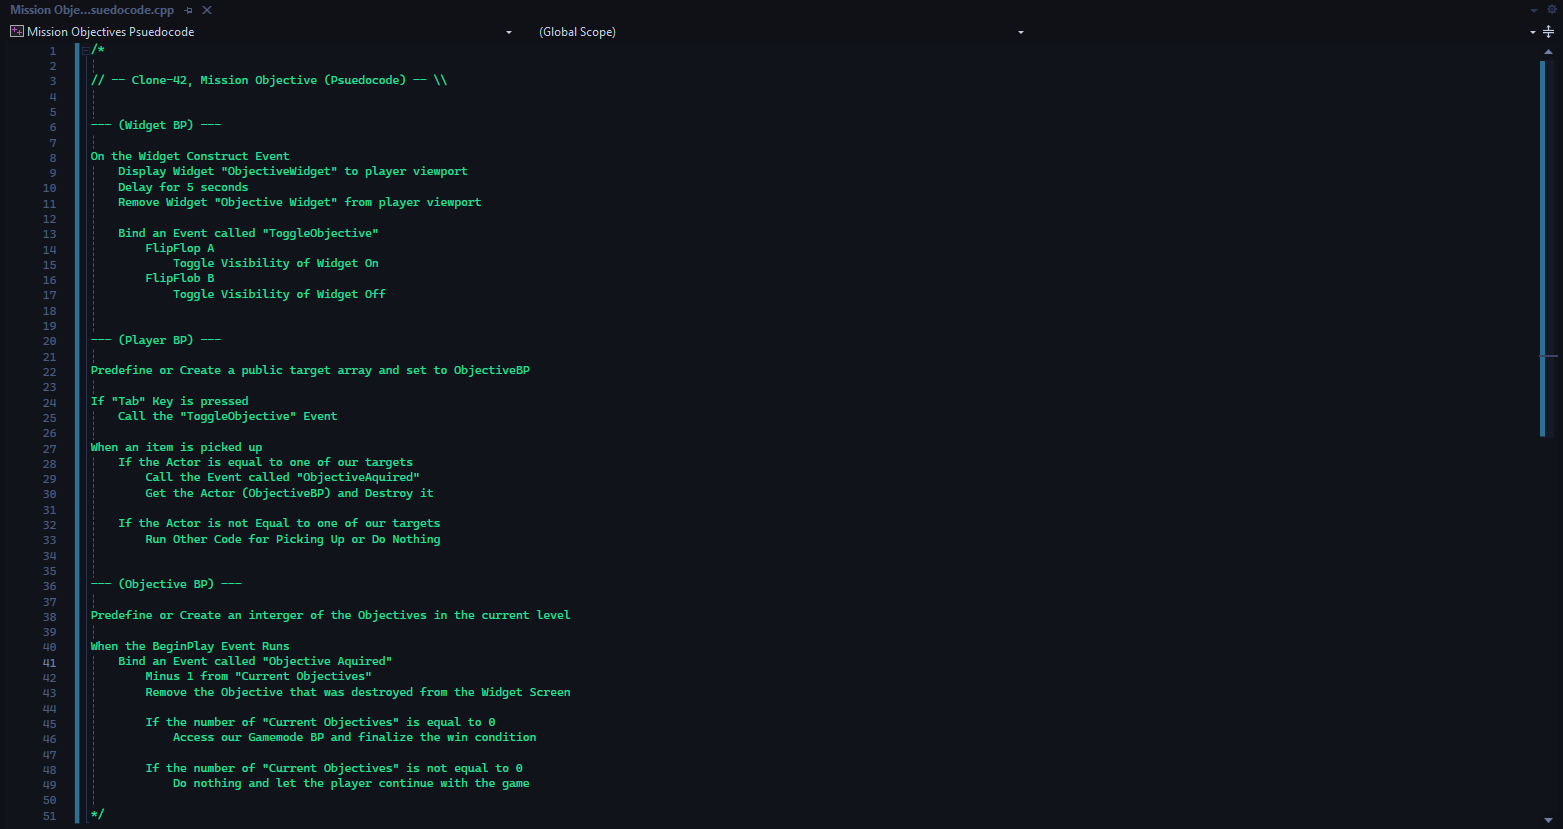 Mission Obje...suedocode.cpp
Mission Objectives Psuedocode
(Global Scope)
1 /*
2
3 // -- Clone-42, Mission Objective (Psuedocode) -- \\
4
5
6 --- (Widget BP) ---
7
8 On the Widget Construct Event
9 Display Widget "ObjectiveWidget" to player viewport
10 Delay for 5 seconds
11 Remove Widget "Objective Widget" from player viewport
12
13 Bind an Event called "ToggleObjective"
14 FlipFlop A
15 Toggle Visibility of Widget On
16 FlipFlob B
17 Toggle Visibility of Widget Off
18
19
20 --- (Player BP) ---
21
22 Predefine or Create a public target array and set to ObjectiveBP
23
24 If "Tab" Key is pressed
25 Call the "ToggleObjective" Event
26
27 When an item is picked up
28 If the Actor is equal to one of our targets
29 Call the Event called "ObjectiveAquired"
30 Get the Actor (ObjectiveBP) and Destroy it
31
32 If the Actor is not Equal to one of our targets
33 Run Other Code for Picking Up or Do Nothing
34
35
36 --- (Objective BP) ---
37
38 Predefine or Create an interger of the Objectives in the current level
39
40 When the BeginPlay Event Runs
41 Bind an Event called "Objective Aquired"
42 Minus 1 from "Current Objectives"
43 Remove the Objective that was destroyed from the Widget Screen
44
45 If the number of "Current Objectives" is equal to 0
46 Access our Gamemode BP and finalize the win condition
47
48 If the number of "Current Objectives" is not equal to 0
49 Do nothing and let the player continue with the game
50
51 */